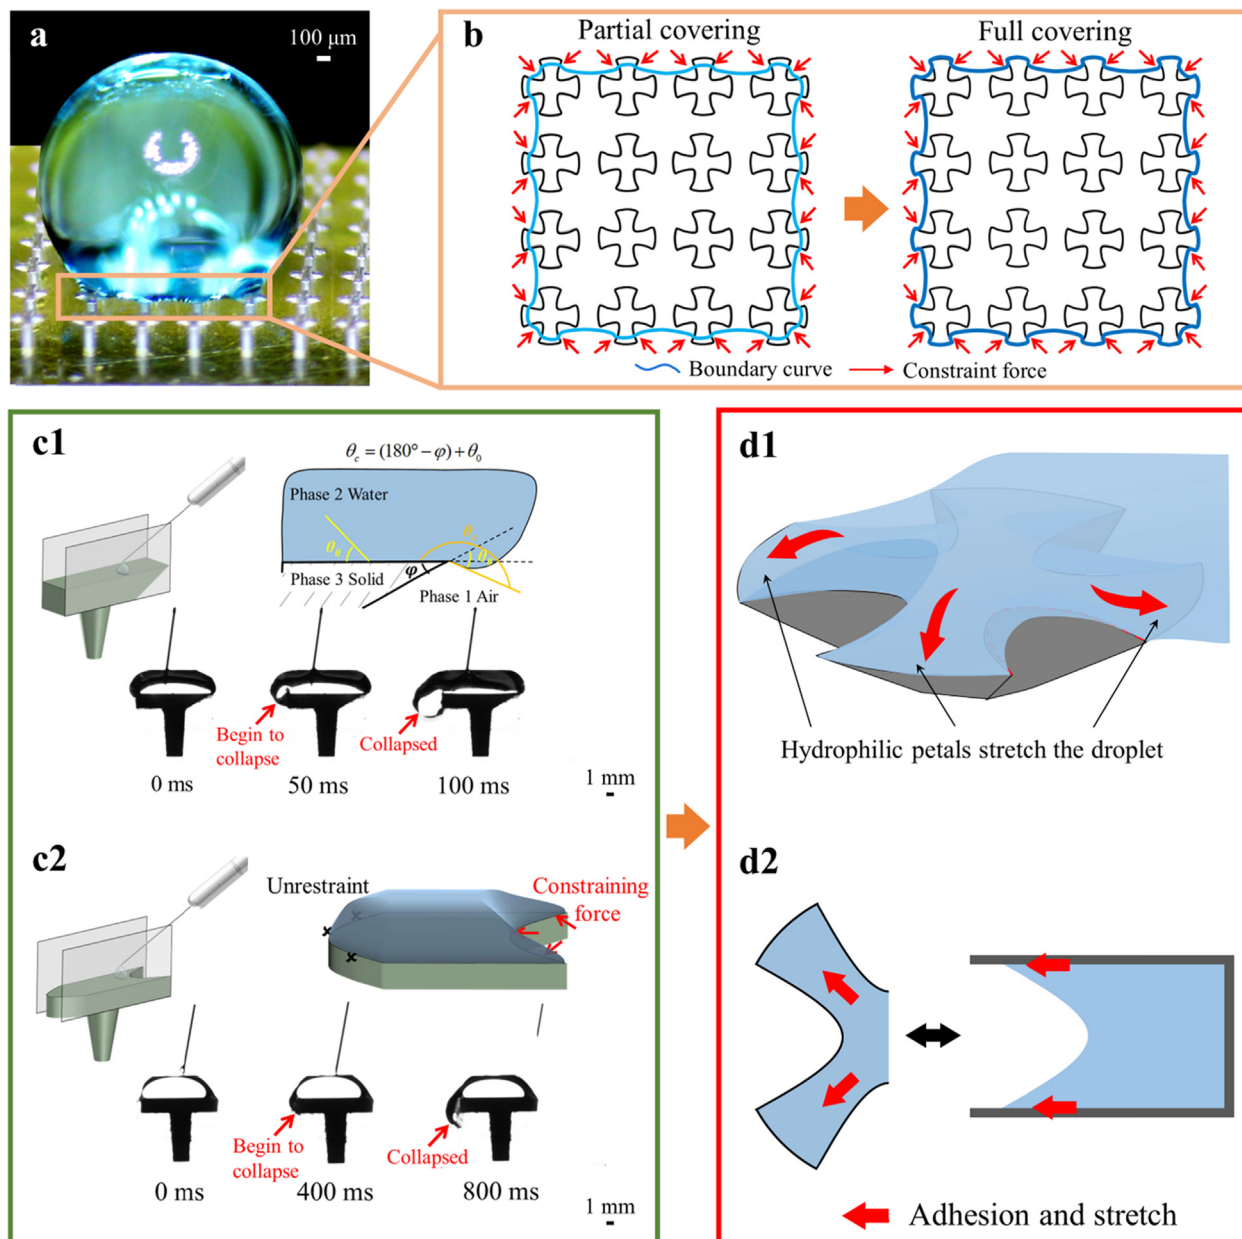 a
100 μm
b
Partial covering
Full covering
Boundary curve
Constraint force
c1
θc = (180° − φ) + θ0
Phase 2 Water
θ0
Phase 3 Solid
φ
Phase 1 Air
Begin to
collapse
Collapsed
0 ms
50 ms
100 ms
1 mm
c2
Unrestraint
Constraining
force
Begin to
collapse
Collapsed
0 ms
400 ms
800 ms
1 mm
d1
Hydrophilic petals stretch the droplet
d2
Adhesion and stretch